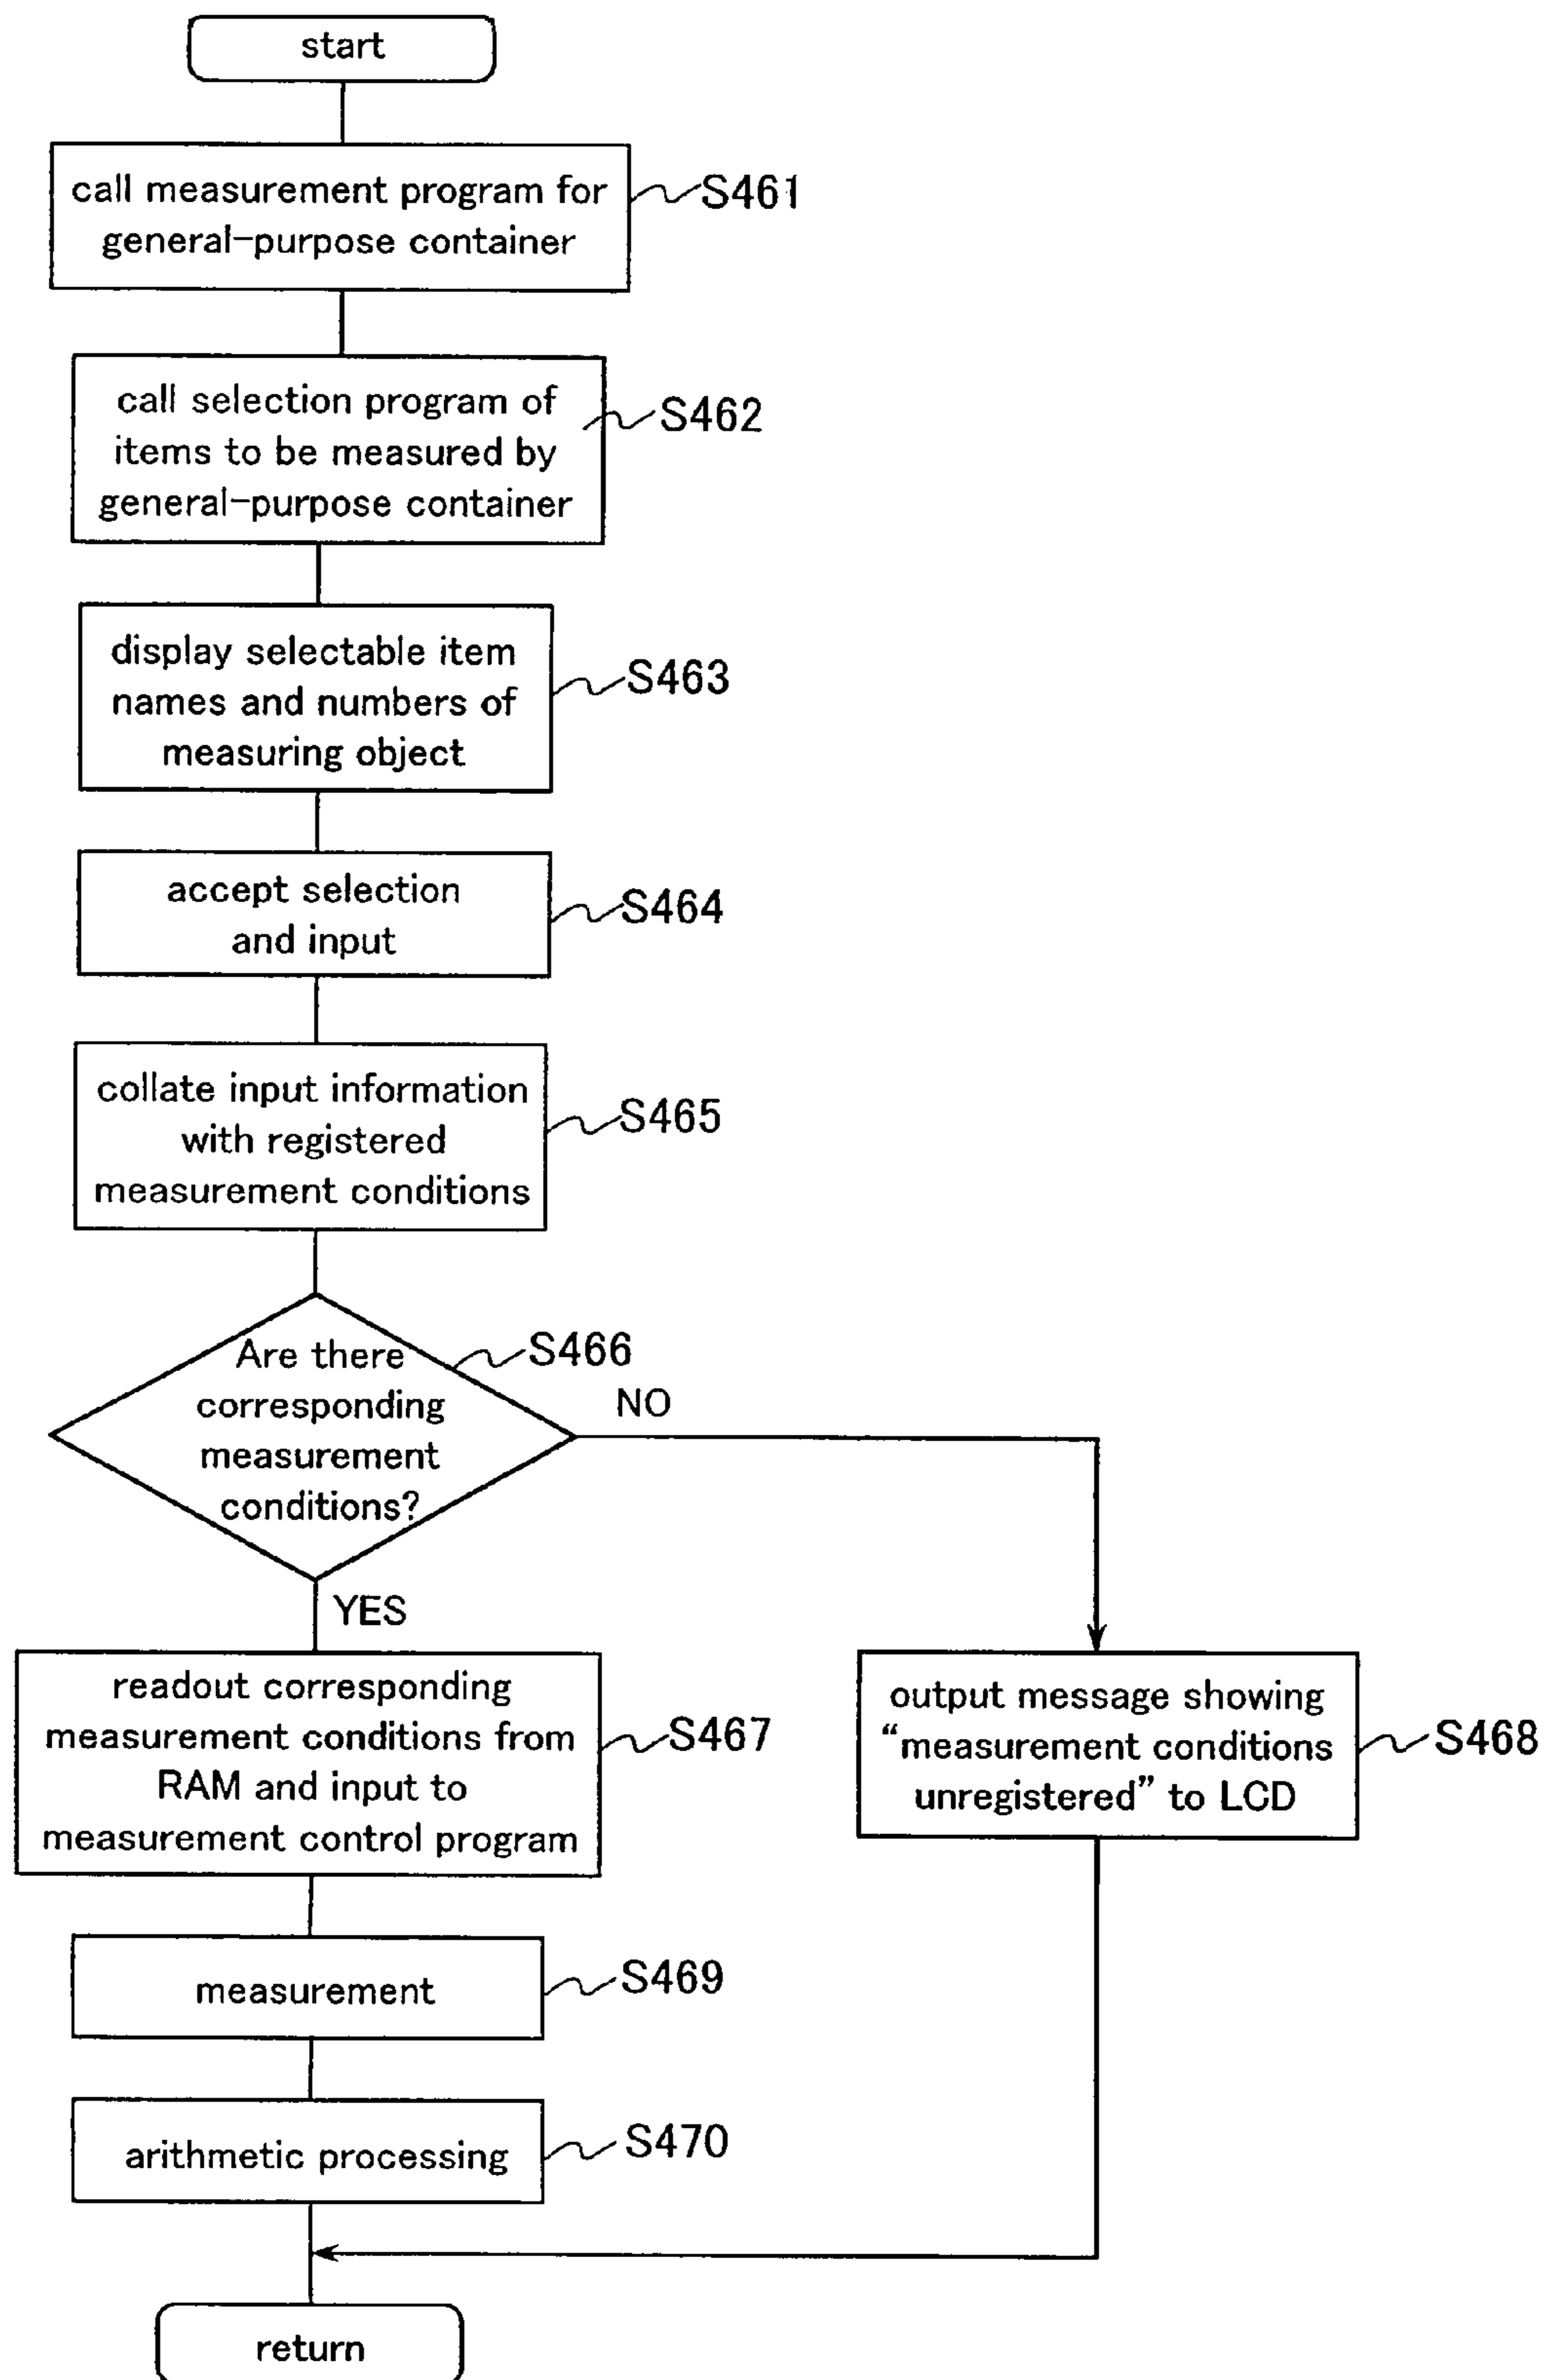 start
call measurement program for
general-purpose container
S461
call selection program of
items to be measured by
general-purpose container
S462
display selectable item
names and numbers of
measuring object
S463
accept selection
and input
S464
collate input information
with registered
measurement conditions
S465
Are there
corresponding
measurement
conditions?
S466
NO
YES
readout corresponding
measurement conditions from
RAM and input to
measurement control program
S467
output message showing
“measurement conditions
unregistered” to LCD
S468
measurement
S469
arithmetic processing
S470
return